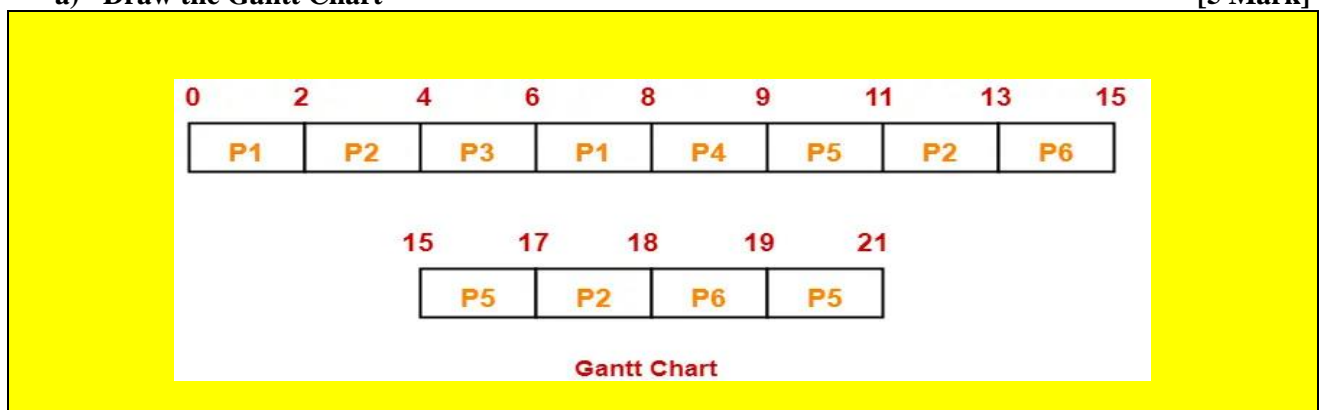 a) Draw the Gantt Chart [5 Mark]
0 2 4 6 8 9 11 13 15
P1 P2 P3 P1 P4 P5 P2 P6
15 17 18 19 21
P5 P2 P6 P5
Gantt Chart